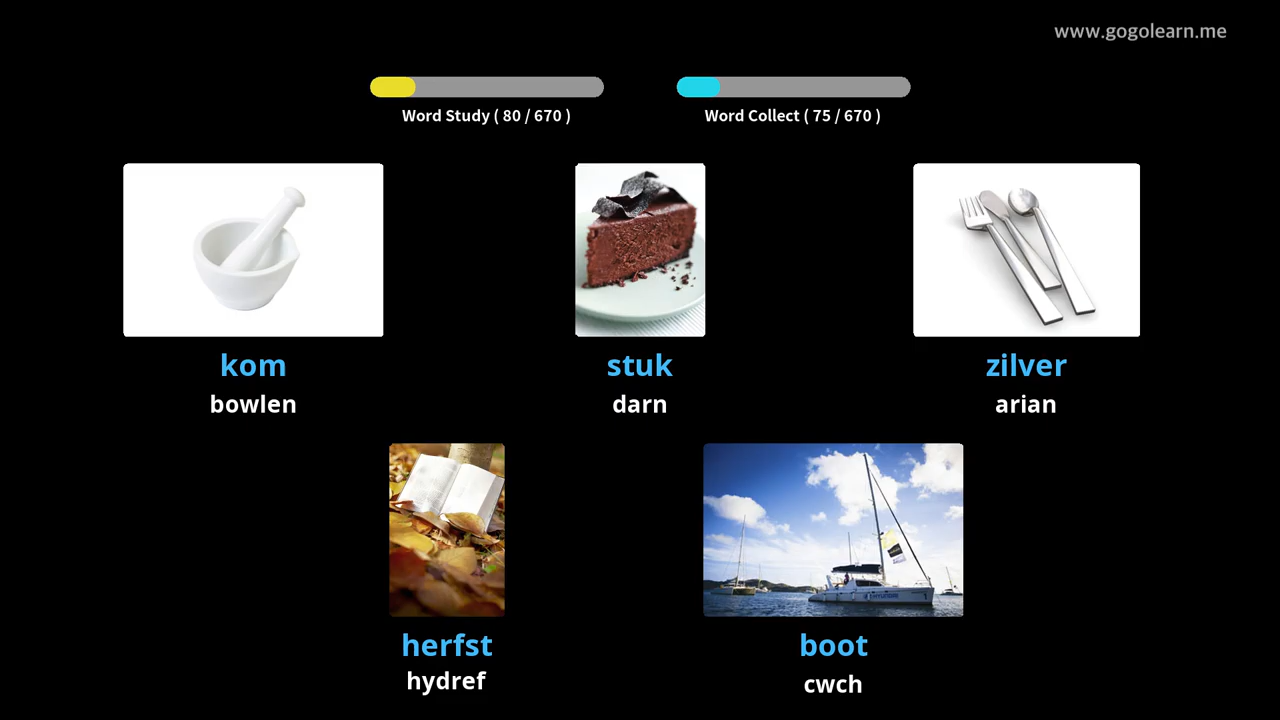 www.gogolearn.me
Word Study ( 80 / 670 )
Word Collect ( 75 / 670 )
kom
bowlen
stuk
darn
zilver
arian
herfst
hydref
boot
cwch